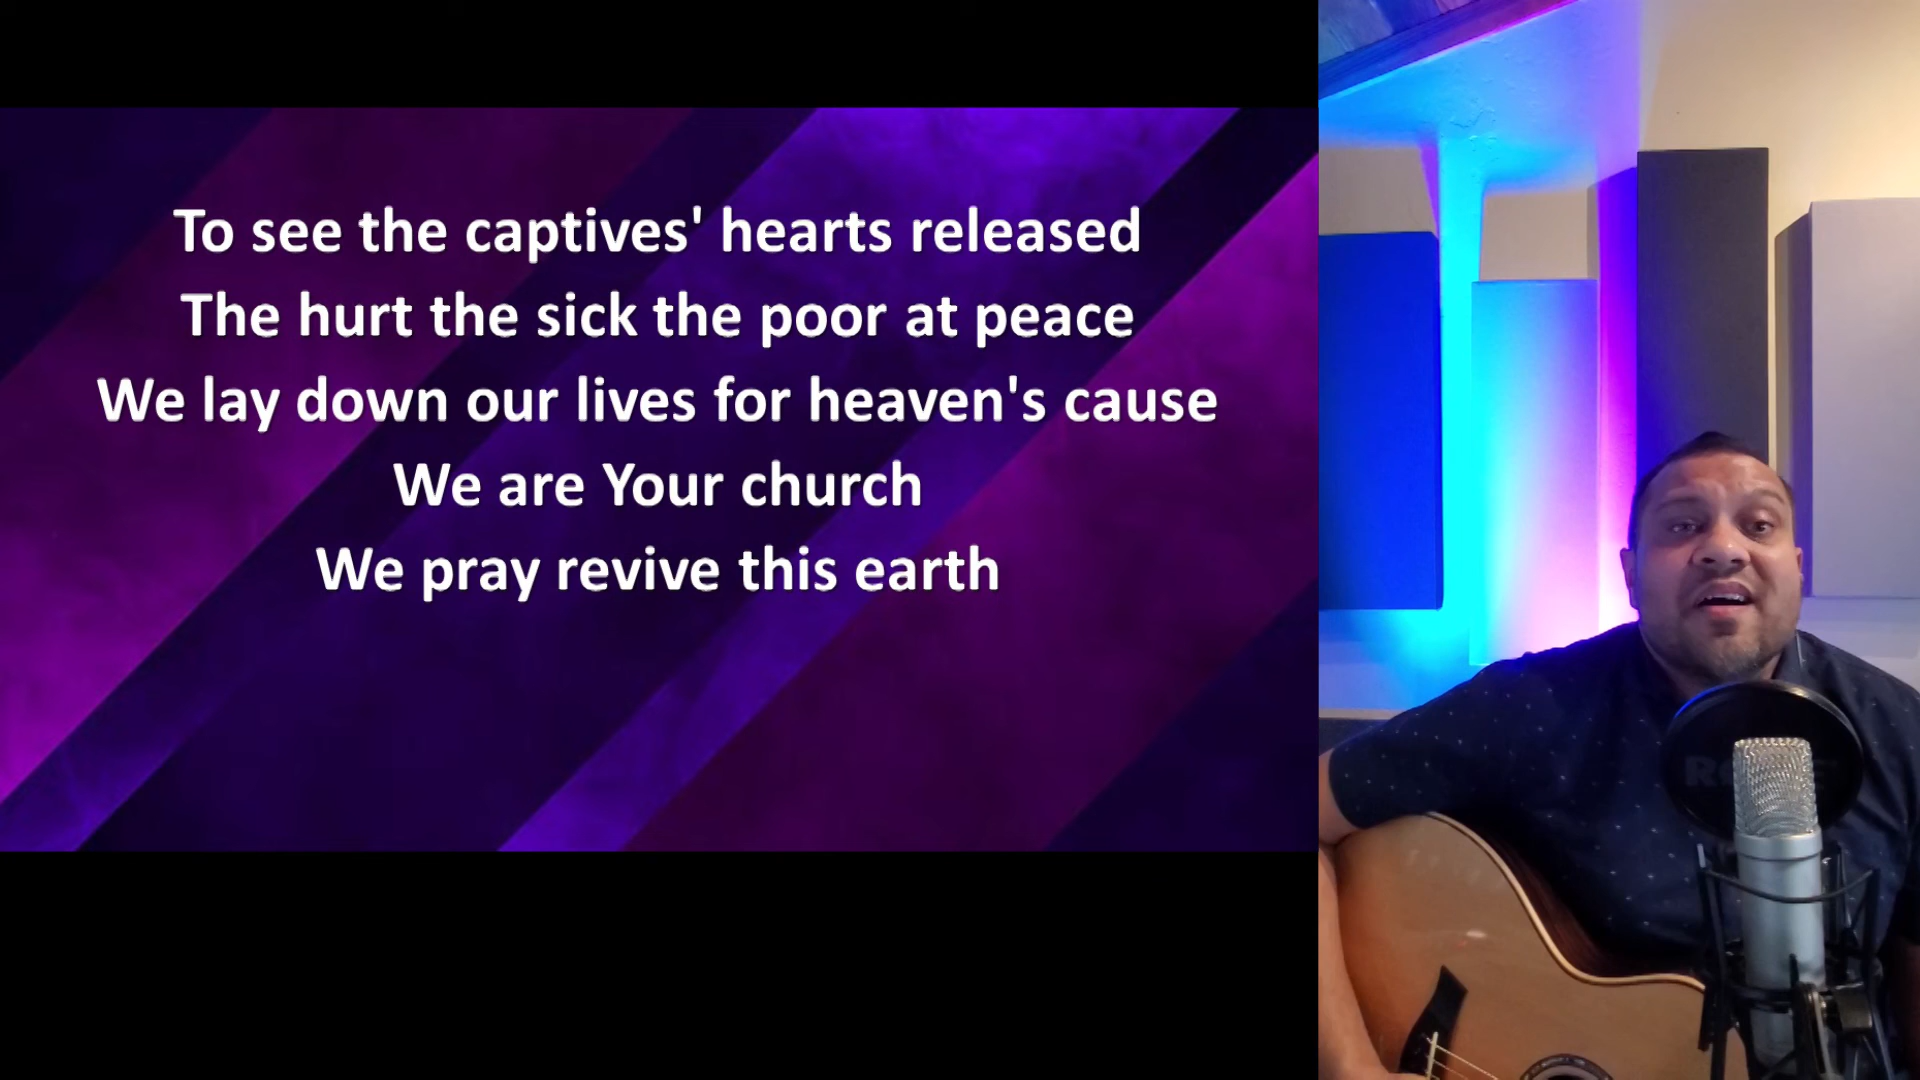 To see the captives' hearts released
The hurt the sick the poor at peace
We lay down our lives for heaven's cause
We are Your church
We pray revive this earth